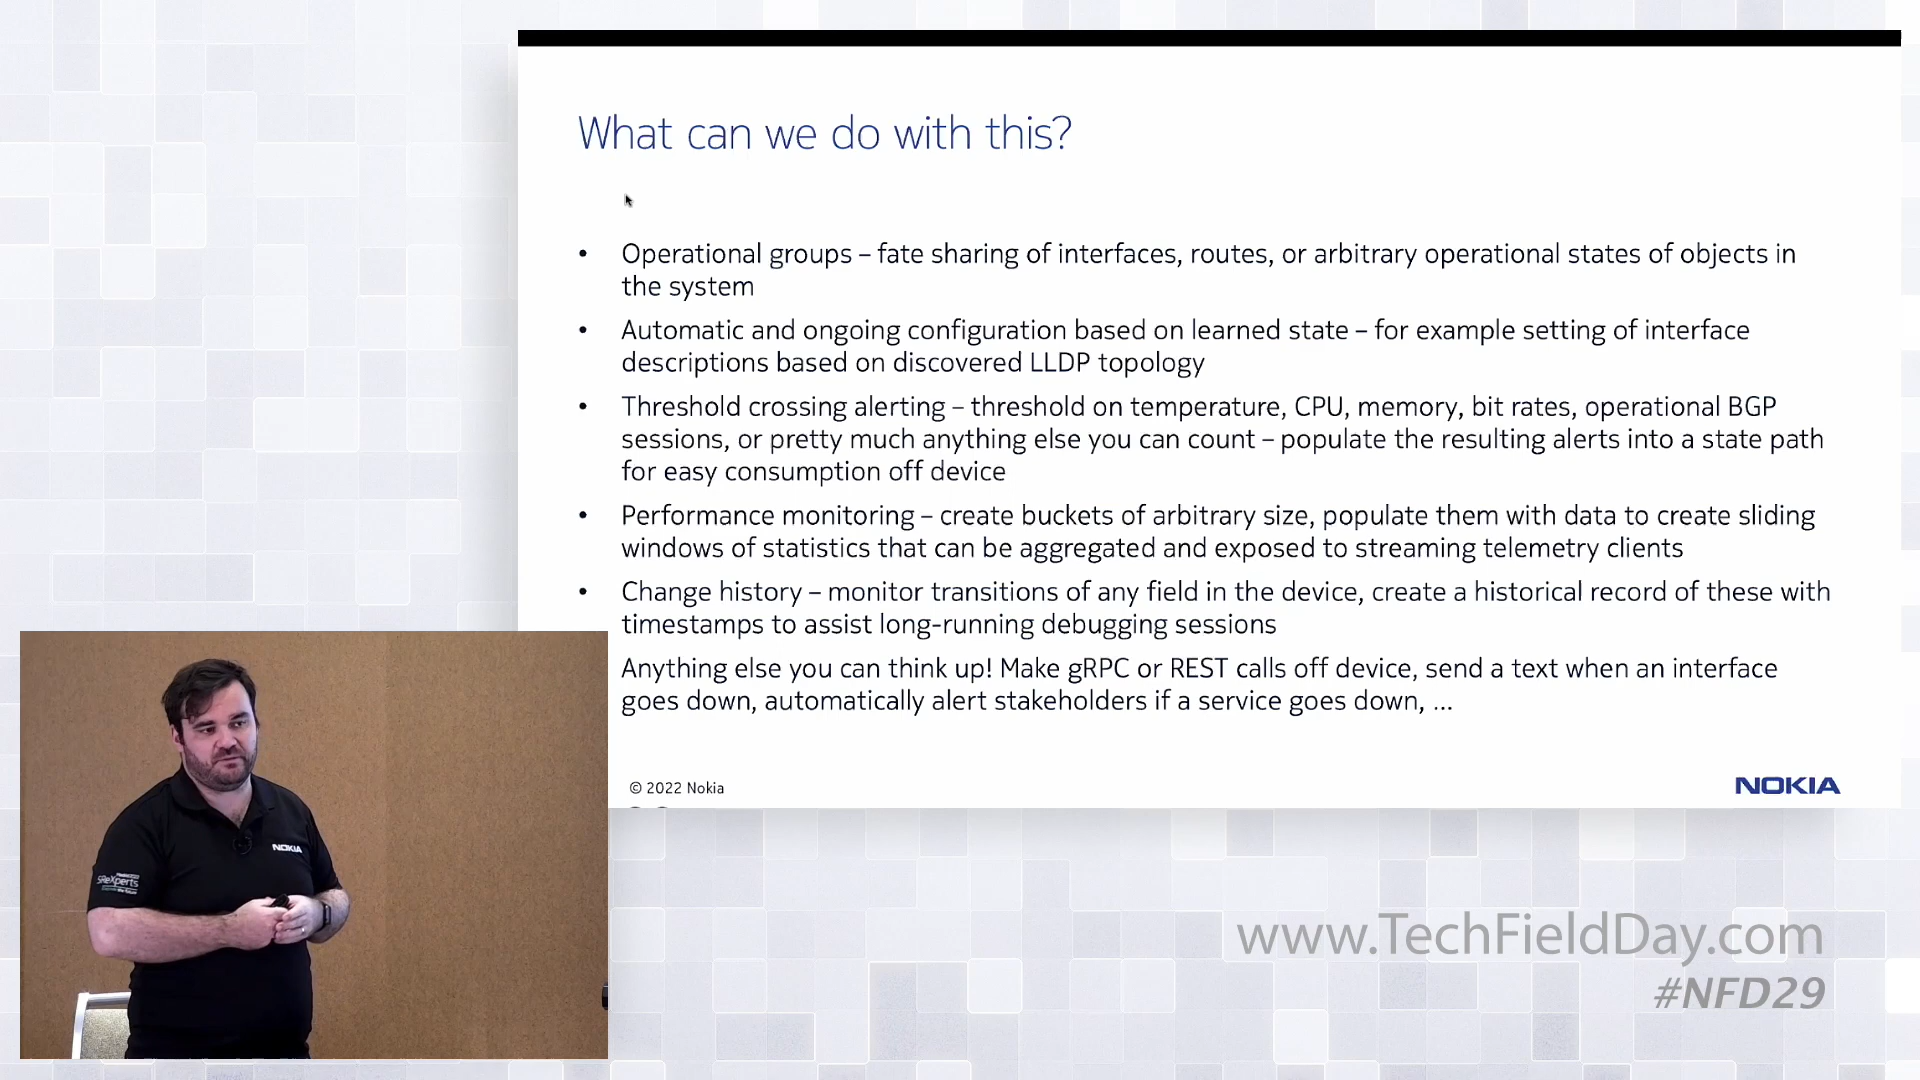 What can we do with this?
• Operational groups – fate sharing of interfaces, routes, or arbitrary operational states of objects in
the system
• Automatic and ongoing configuration based on learned state – for example setting of interface
descriptions based on discovered LLDP topology
• Threshold crossing alerting – threshold on temperature, CPU, memory, bit rates, operational BGP
sessions, or pretty much anything else you can count – populate the resulting alerts into a state path
for easy consumption off device
• Performance monitoring – create buckets of arbitrary size, populate them with data to create sliding
windows of statistics that can be aggregated and exposed to streaming telemetry clients
• Change history – monitor transitions of any field in the device, create a historical record of these with
timestamps to assist long-running debugging sessions
Anything else you can think up! Make gRPC or REST calls off device, send a text when an interface
goes down, automatically alert stakeholders if a service goes down, ...
© 2022 Nokia
NOKIA
NOKIA
SReXperts
www.TechFieldDay.com
#NFD29